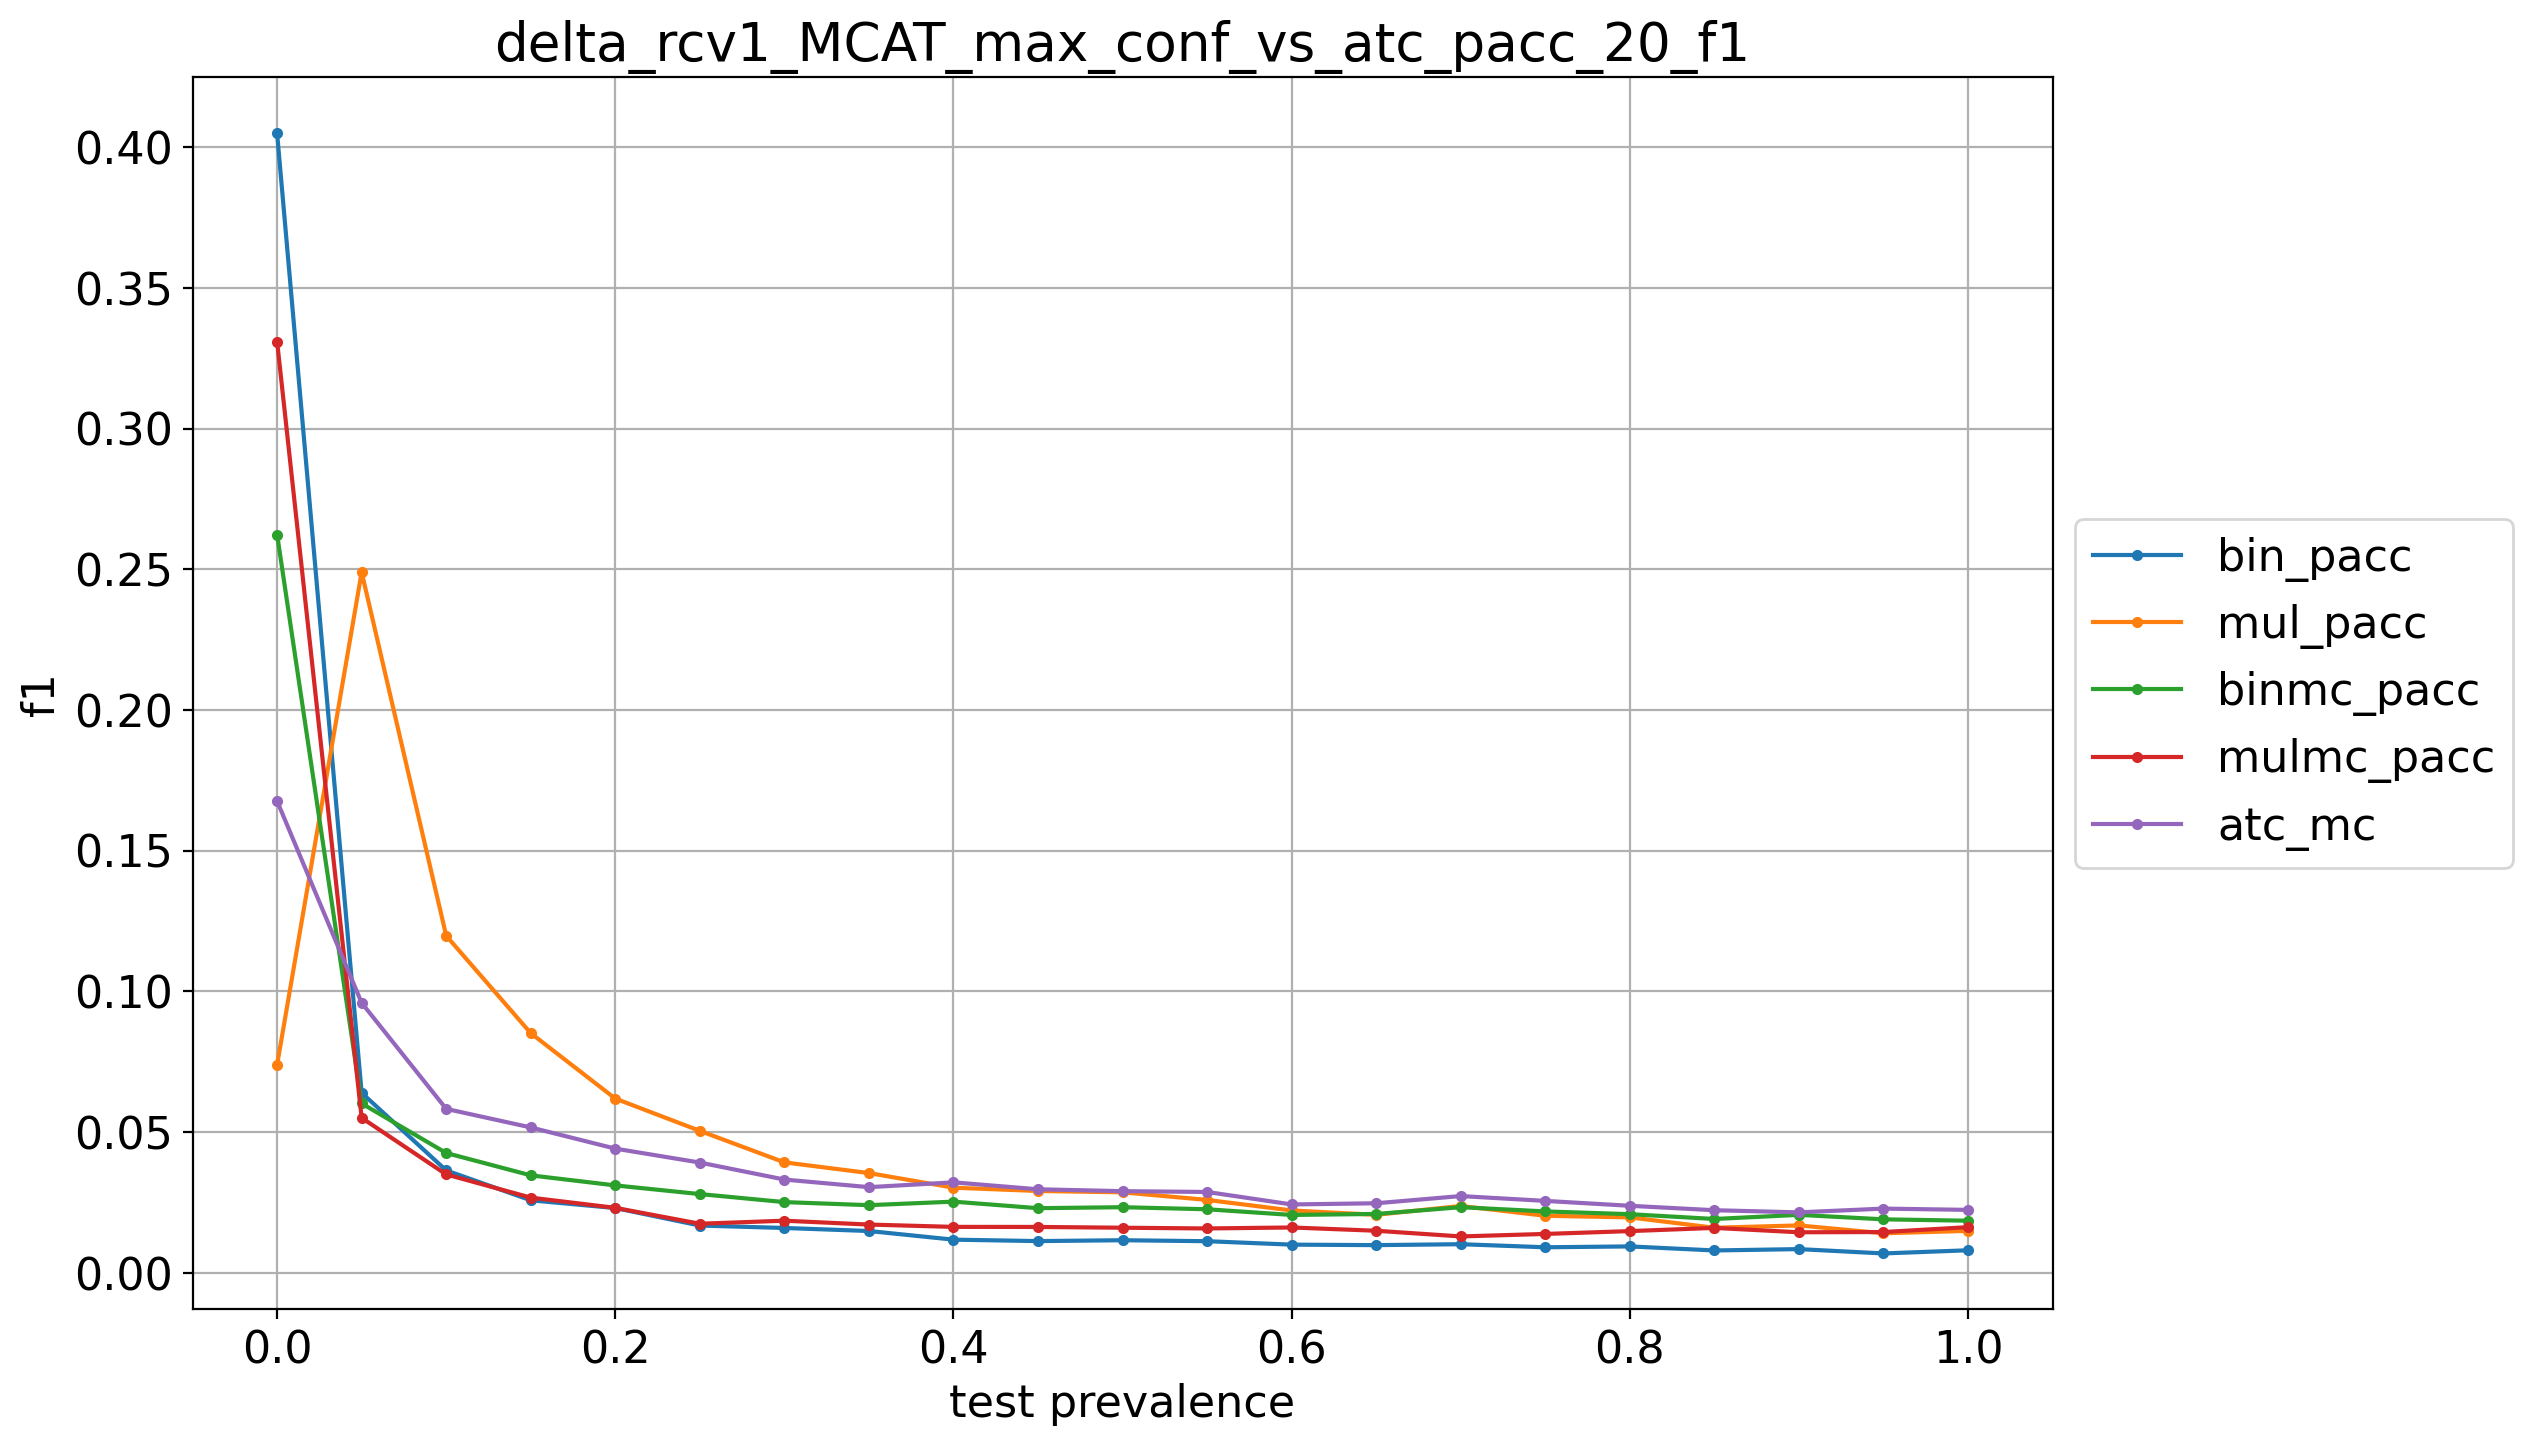 delta_rcv1_MCAT_max_conf_vs_atc_pacc_20_f1
0.40
0.35
0.30
0.25
0.20
0.15
0.10
0.05
0.00
f1
0.0 0.2 0.4 0.6 0.8 1.0
test prevalence
bin_pacc
mul_pacc
binmc_pacc
mulmc_pacc
atc_mc